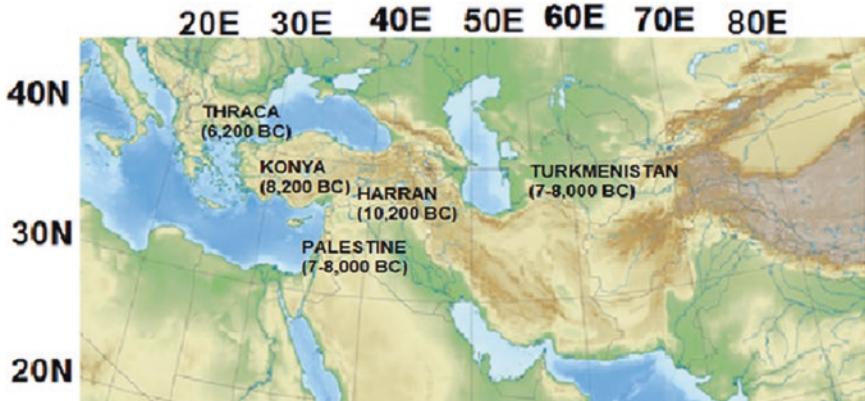 20E 30E 40E 50E 60E 70E 80E
40N
THRACA
(6,200 BC)
KONYA
(8,200 BC)
HARRAN
(10,200 BC)
TURKMENISTAN
(7-8,000 BC)
30N
PALESTINE
(7-8,000 BC)
20N